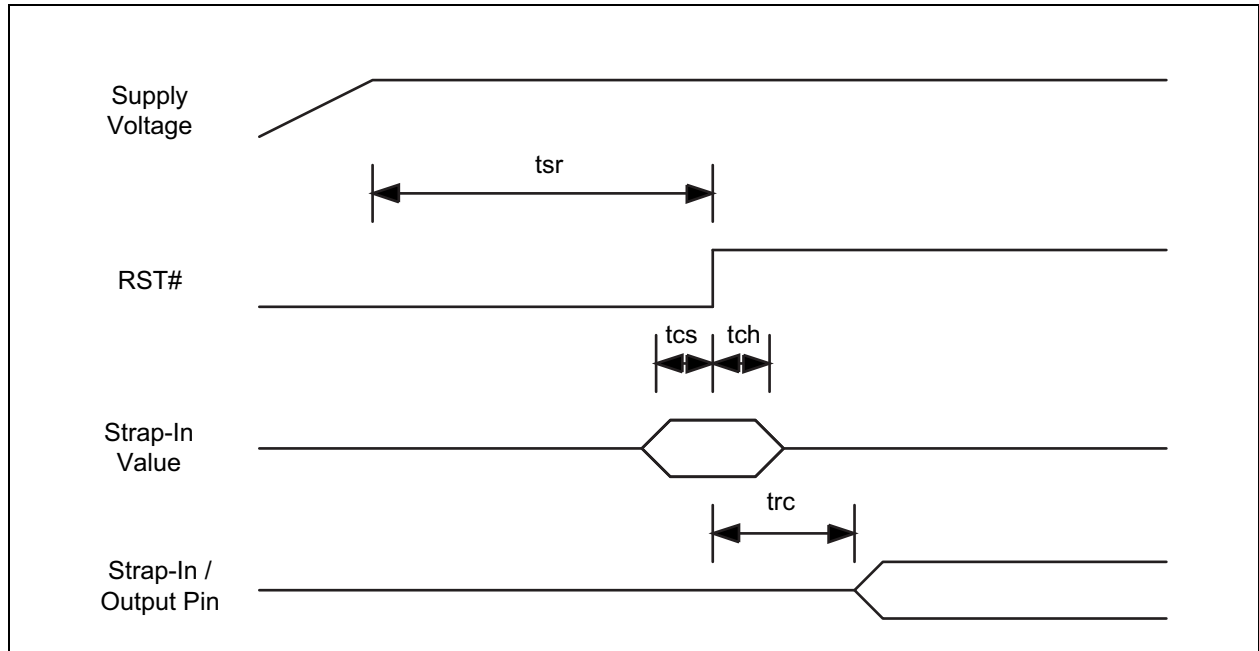 Supply
Voltage
tsr
RST#
tcs
tch
Strap-In
Value
trc
Strap-In /
Output Pin